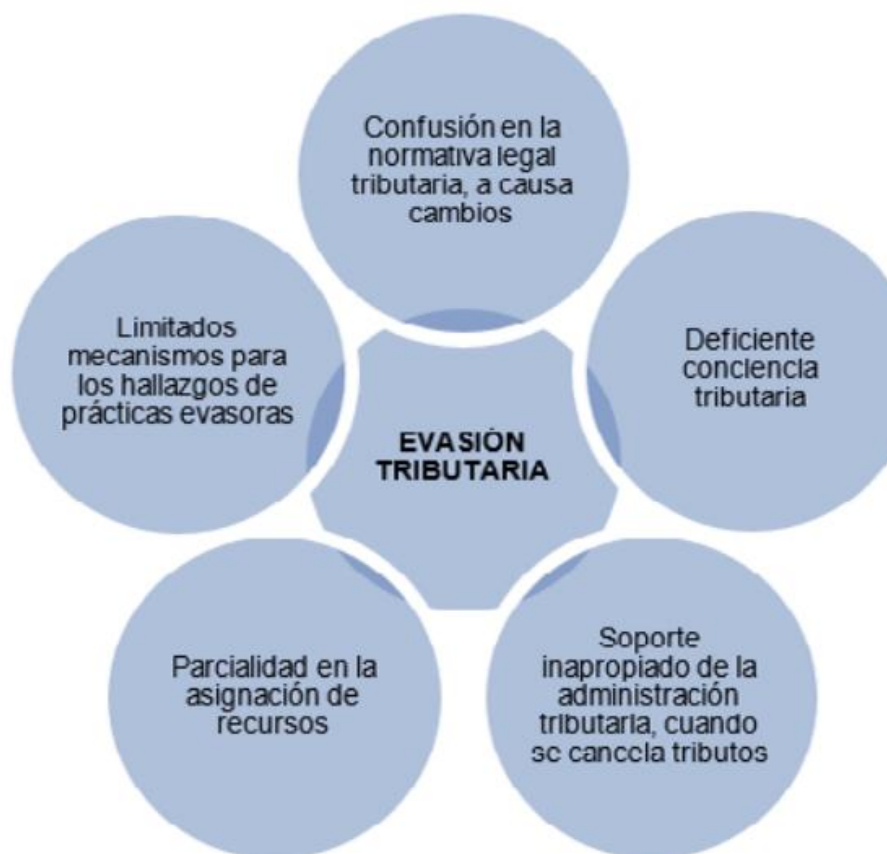 Confusión en la
normativa legal
tributaria, a causa
cambios
Limitados
mecanismos para
los hallazgos de
prácticas evasoras
Deficiente
conciencia
tributaria
EVASIÓN
TRIBUTARIA
Parcialidad en la
asignación de
recursos
Soporte
inapropiado de la
administración
tributaria, cuando
se cancela tributos